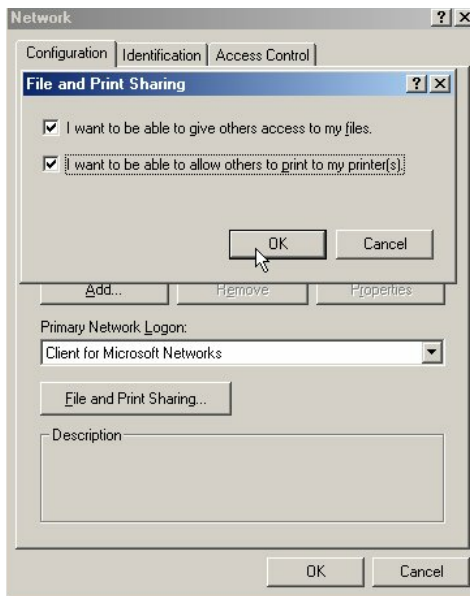 Network
Configuration Identification Access Control
File and Print Sharing
I want to be able to give others access to my files.
I want to be able to allow others to print to my printer(s).
OK Cancel
Add... Remove Properties
Primary Network Logon:
Client for Microsoft Networks
File and Print Sharing...
Description
OK Cancel